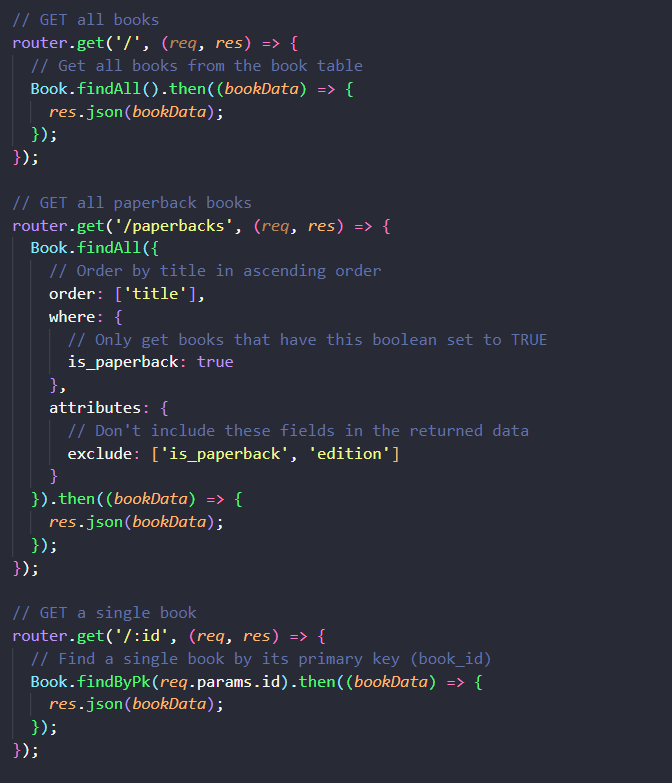 // GET all books
router.get('/', (req, res) => {
  // Get all books from the book table
  Book.findAll().then((bookData) => {
    res.json(bookData);
  });
});

// GET all paperback books
router.get('/paperbacks', (req, res) => {
  Book.findAll({
    // Order by title in ascending order
    order: ['title'],
    where: {
      // Only get books that have this boolean set to TRUE
      is_paperback: true
    },
    attributes: {
      // Don't include these fields in the returned data
      exclude: ['is_paperback', 'edition']
    }
  }).then((bookData) => {
    res.json(bookData);
  });
});

// GET a single book
router.get('/:id', (req, res) => {
  // Find a single book by its primary key (book_id)
  Book.findByPk(req.params.id).then((bookData) => {
    res.json(bookData);
  });
});